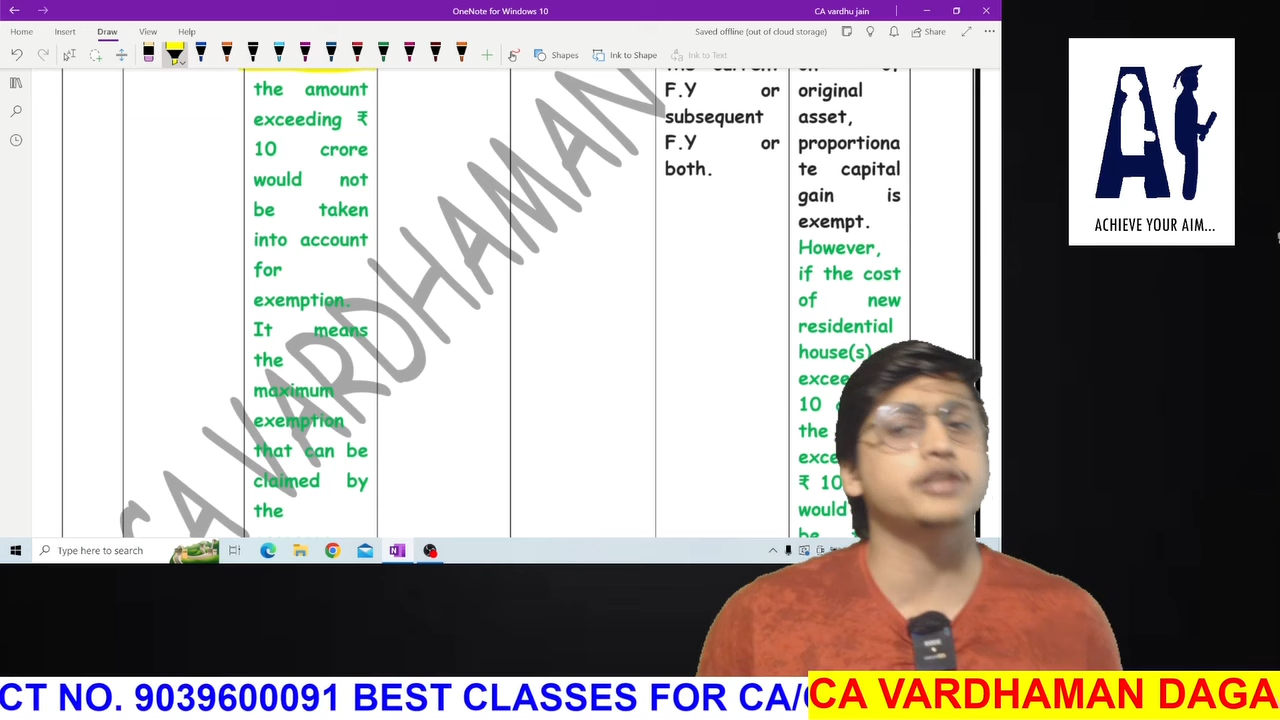 OneNote for Windows 10
CA vardhu jain
Home Insert Draw View Help
Saved offline (out of cloud storage)
Share
Shapes
Ink to Shape
Ink to Text
the amount
exceeding ₹
10 crore
would not
be taken
into account
for
exemption.
It means
the
maximum
exemption
that can be
claimed by
the
F.Y or
subsequent
F.Y or
both.
original
asset,
proportiona
te capital
gain is
exempt.
However,
if the cost
of new
residential
house(s)
10
the
₹ 10
would
be
CA VARDHAMAN
ACHIEVE YOUR AIM...
Type here to search
CT NO. 9039600091 BEST CLASSES FOR CA/
CA VARDHAMAN DAGA